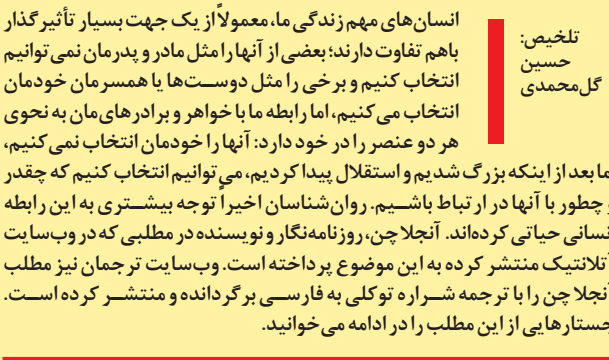 تلخیص:
حسین
گل‌محمدی
انسان‌های مهم زندگی ما، معمولاً از یک جهت بسیار تأثیرگذار
باهم تفاوت دارند؛ بعضی از آنها را مثل مادر و پدرمان نمی‌توانیم
انتخاب کنیم و برخی را مثل دوست‌ها یا همسرمان خودمان
انتخاب می‌کنیم، اما رابطه ما با خواهر و برادرهای‌مان به نحوی
هر دو عنصر را در خود دارد: آنها را خودمان انتخاب نمی‌کنیم،
ما بعد از اینکه بزرگ شدیم و استقلال پیدا کردیم، می‌توانیم انتخاب کنیم که چقدر
و چطور با آنها در ارتباط باشیم. روان‌شناسان اخیراً توجه بیشتری به این رابطه
نسانی حیاتی کرده‌اند. آنجلا چن، روزنامه‌نگار و نویسنده در مطلبی که در وب‌سایت
آتلانتیک منتشر کرده به این موضوع پرداخته است. وب‌سایت ترجمان نیز مطلب
آنجلا چن را با ترجمه شراره توکلی به فارسی برگردانده و منتشر کرده است.
جستارهایی از این مطلب را در ادامه می‌خوانید.